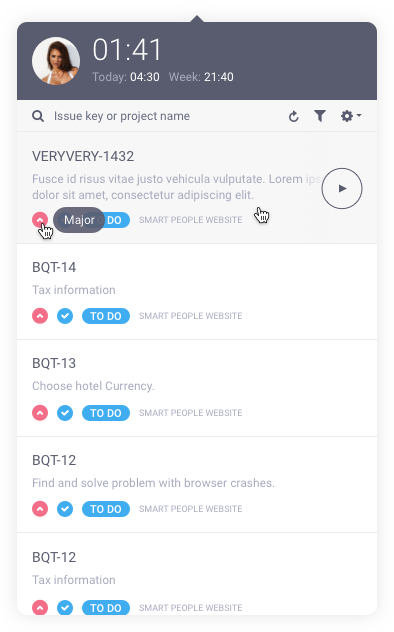 01:41
Today: 04:30 Week: 21:40
Issue key or project name
VERYVERY-1432
Fusce id risus vitae justo vehicula vulputate. Lorem ips
dolor sit amet, consectetur adipiscing elit.
Major DO SMART PEOPLE WEBSITE
BQT-14
Tax information
TO DO SMART PEOPLE WEBSITE
BQT-13
Choose hotel Currency.
TO DO SMART PEOPLE WEBSITE
BQT-12
Find and solve problem with browser crashes.
TO DO SMART PEOPLE WEBSITE
BQT-12
Tax information
TO DO SMART PEOPLE WEBSITE